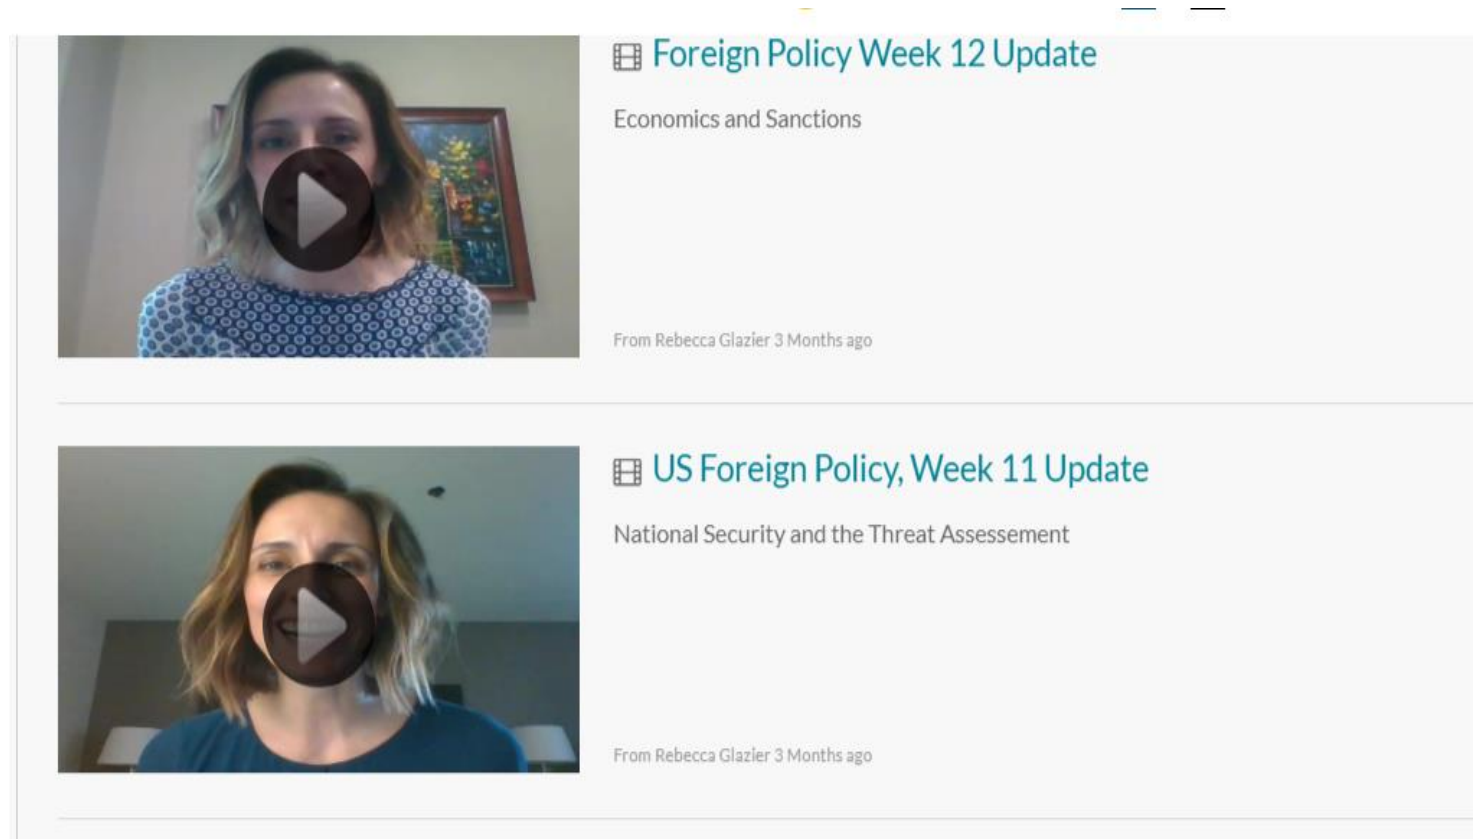 Foreign Policy Week 12 Update
Economics and Sanctions
From Rebecca Glazier 3 Months ago
US Foreign Policy, Week 11 Update
National Security and the Threat Assessement
From Rebecca Glazier 3 Months ago